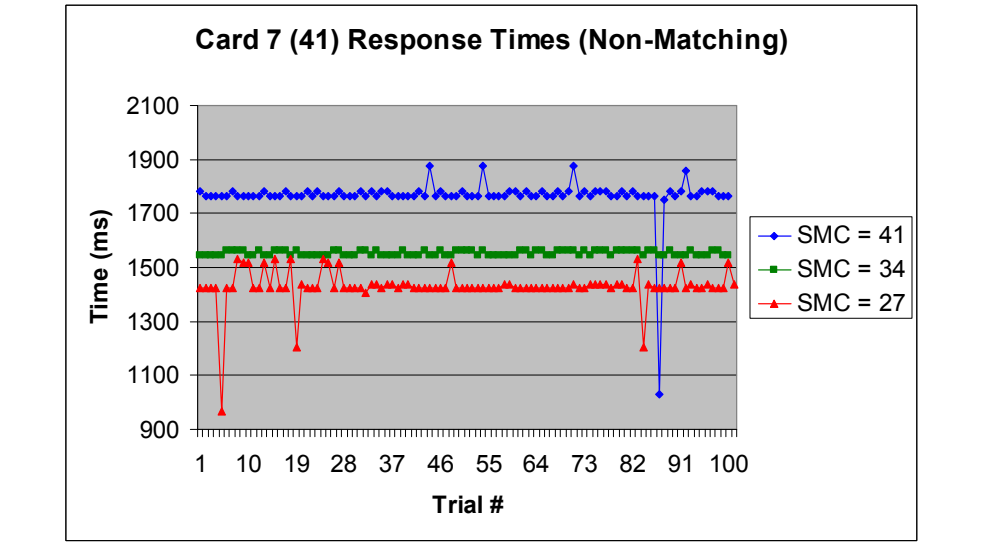 Card 7 (41) Response Times (Non-Matching)
2100
1900
1700
1500
1300
1100
900
Time (ms)
1 10 19 28 37 46 55 64 73 82 91 100
Trial #
SMC = 41
SMC = 34
SMC = 27